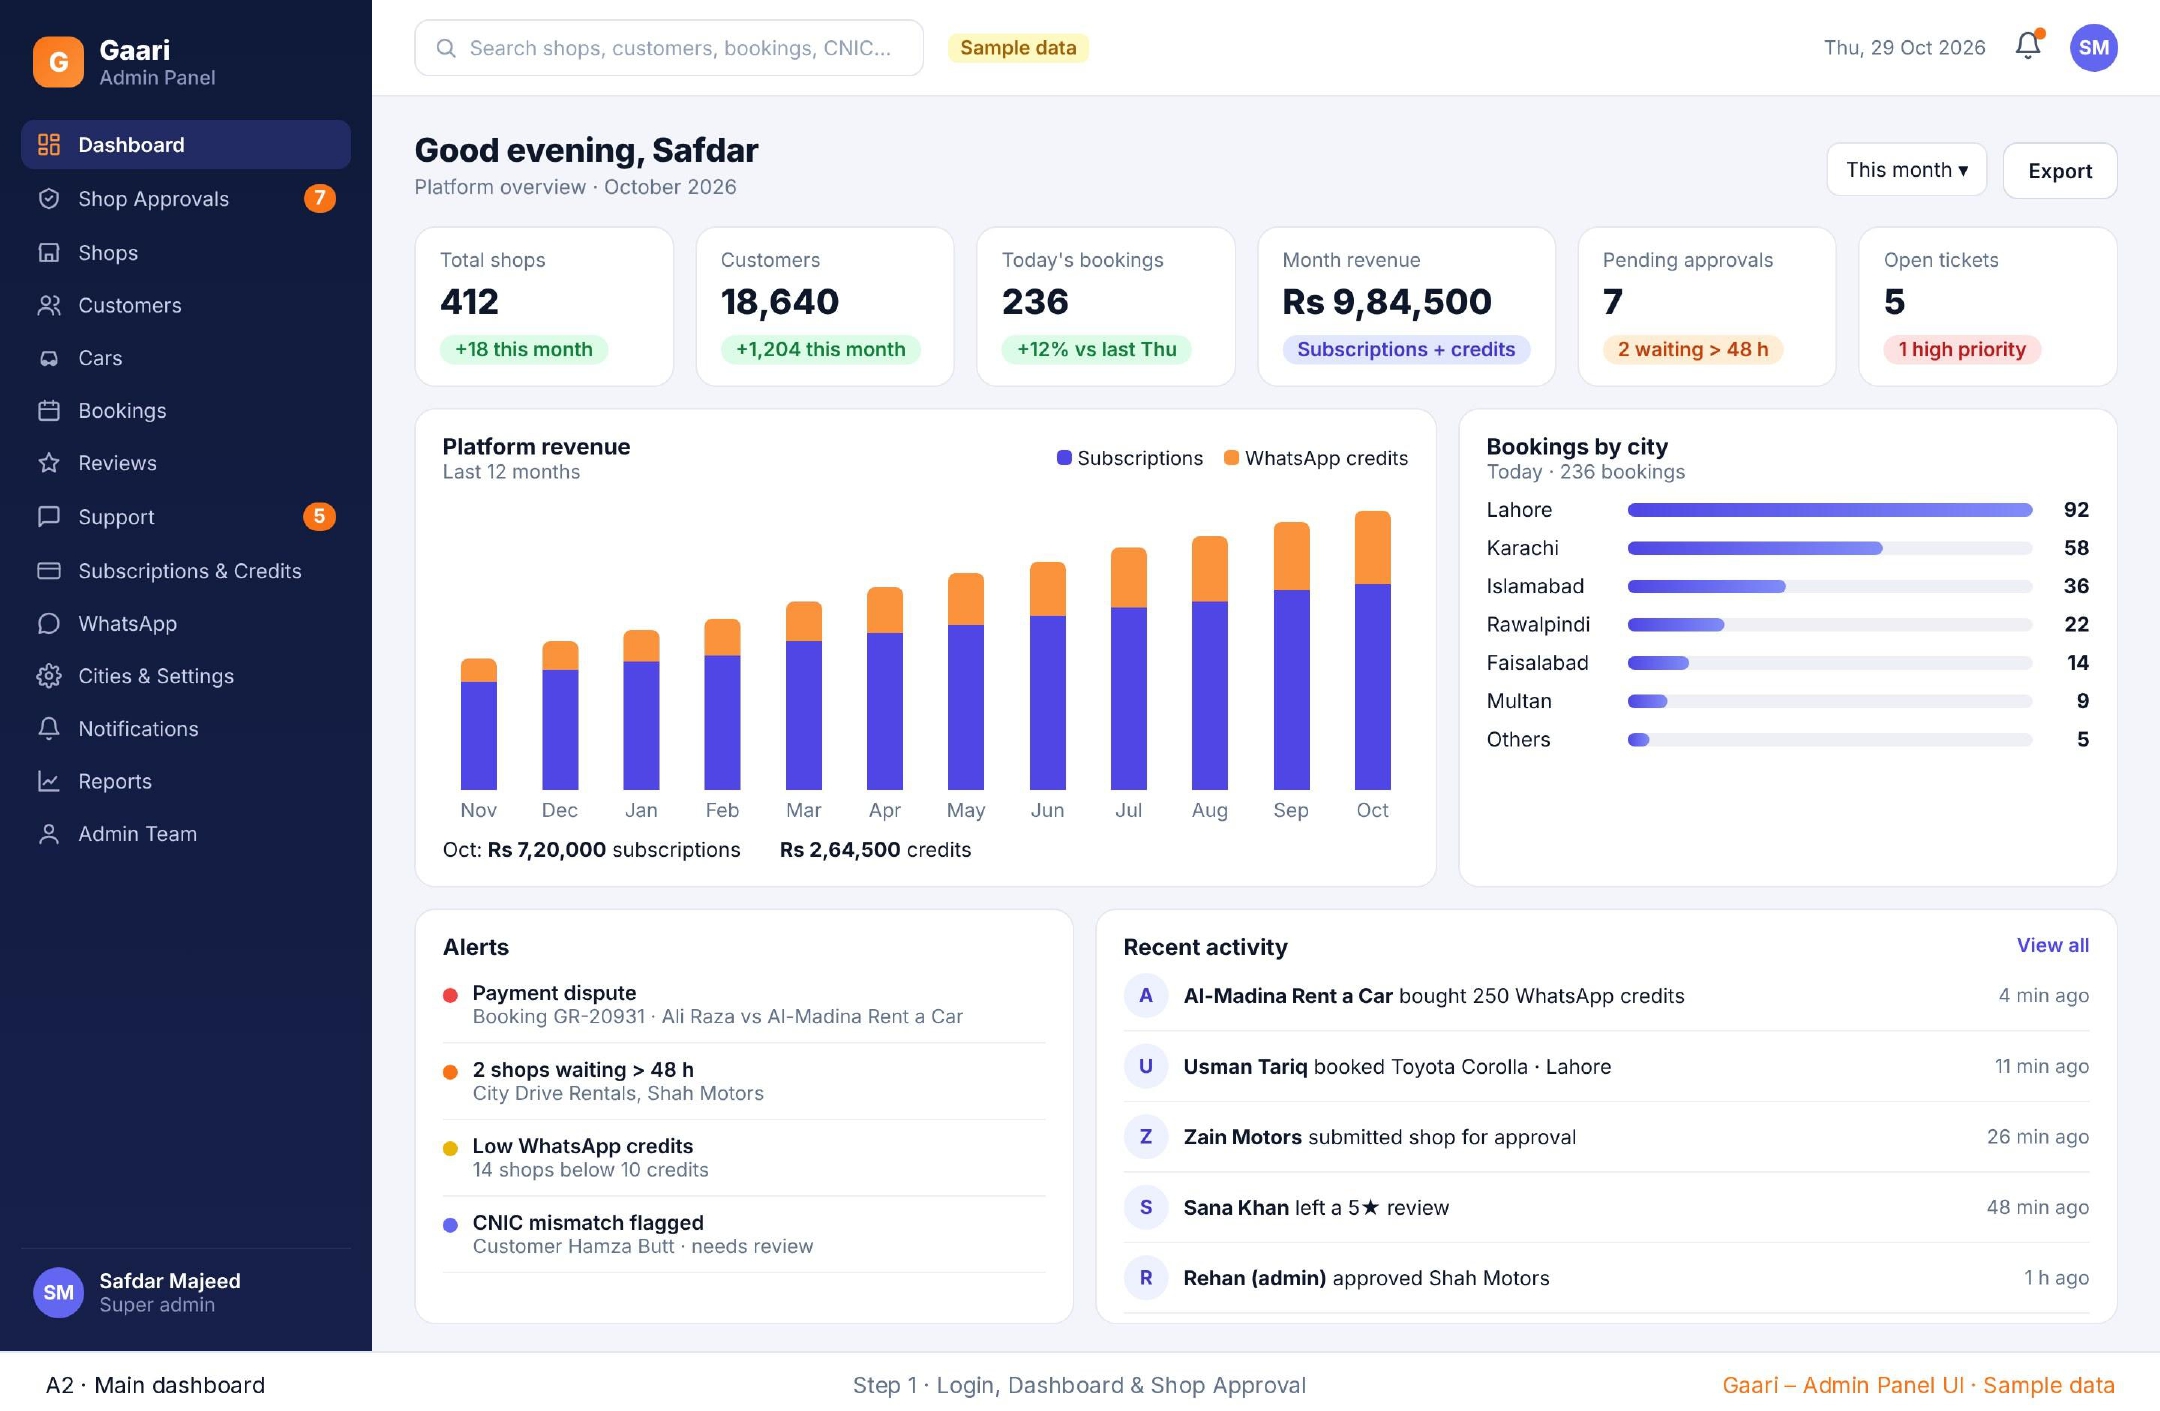 G
Gaari
Admin Panel
Dashboard
Shop Approvals 7
Shops
Customers
Cars
Bookings
Reviews
Support 5
Subscriptions & Credits
WhatsApp
Cities & Settings
Notifications
Reports
Admin Team
SM
Safdar Majeed
Super admin
Search shops, customers, bookings, CNIC...
Sample data
Thu, 29 Oct 2026
SM
Good evening, Safdar
Platform overview · October 2026
This month ▾
Export
Total shops
412
+18 this month
Customers
18,640
+1,204 this month
Today's bookings
236
+12% vs last Thu
Month revenue
Rs 9,84,500
Subscriptions + credits
Pending approvals
7
2 waiting > 48 h
Open tickets
5
1 high priority
Platform revenue
Last 12 months
Subscriptions WhatsApp credits
Nov Dec Jan Feb Mar Apr May Jun Jul Aug Sep Oct
Oct: Rs 7,20,000 subscriptions Rs 2,64,500 credits
Bookings by city
Today · 236 bookings
Lahore 92
Karachi 58
Islamabad 36
Rawalpindi 22
Faisalabad 14
Multan 9
Others 5
Alerts
Payment dispute
Booking GR-20931 · Ali Raza vs Al-Madina Rent a Car
2 shops waiting > 48 h
City Drive Rentals, Shah Motors
Low WhatsApp credits
14 shops below 10 credits
CNIC mismatch flagged
Customer Hamza Butt · needs review
Recent activity
View all
A Al-Madina Rent a Car bought 250 WhatsApp credits 4 min ago
U Usman Tariq booked Toyota Corolla · Lahore 11 min ago
Z Zain Motors submitted shop for approval 26 min ago
S Sana Khan left a 5★ review 48 min ago
R Rehan (admin) approved Shah Motors 1 h ago
A2 · Main dashboard
Step 1 · Login, Dashboard & Shop Approval
Gaari – Admin Panel UI · Sample data